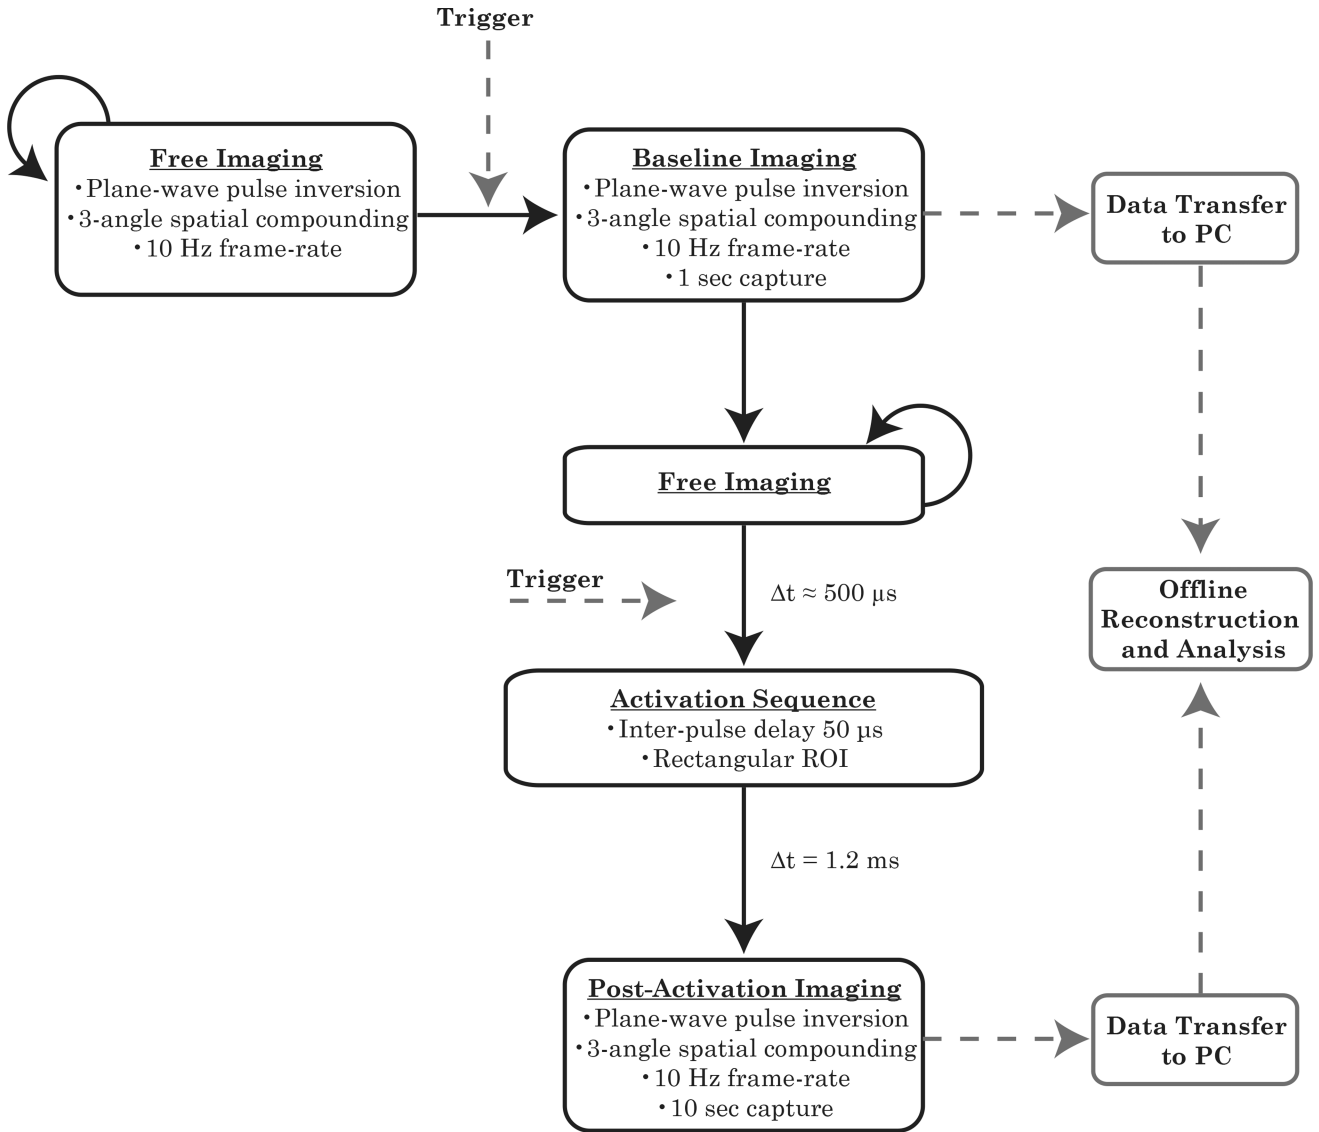 Trigger
Free Imaging
•Plane-wave pulse inversion
•3-angle spatial compounding
•10 Hz frame-rate
Baseline Imaging
•Plane-wave pulse inversion
•3-angle spatial compounding
•10 Hz frame-rate
•1 sec capture
Data Transfer
to PC
Free Imaging
Trigger
Δt ≈ 500 µs
Offline
Reconstruction
and Analysis
Activation Sequence
•Inter-pulse delay 50 µs
•Rectangular ROI
Δt = 1.2 ms
Post-Activation Imaging
•Plane-wave pulse inversion
•3-angle spatial compounding
•10 Hz frame-rate
•10 sec capture
Data Transfer
to PC